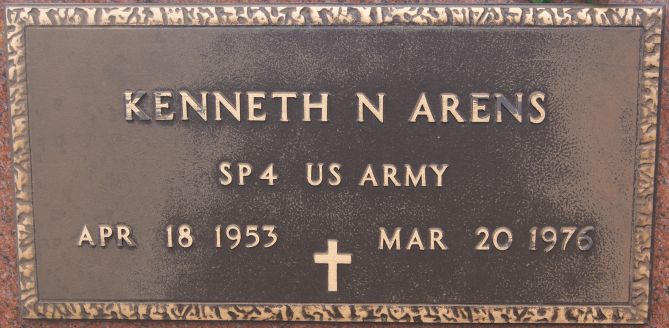 KENNETH N ARENS
SP4 US ARMY
APR 18 1953 MAR 20 1976